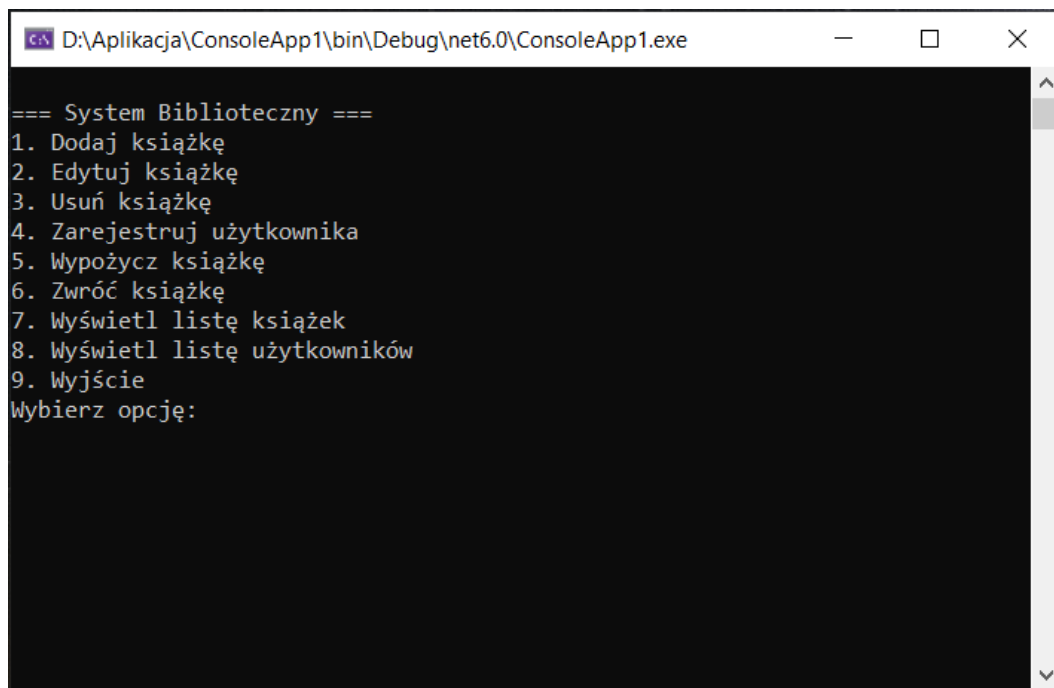 D:\Aplikacja\ConsoleApp1\bin\Debug\net6.0\ConsoleApp1.exe
=== System Biblioteczny ===
1. Dodaj książkę
2. Edytuj książkę
3. Usuń książkę
4. Zarejestruj użytkownika
5. Wypożycz książkę
6. Zwróć książkę
7. Wyświetl listę książek
8. Wyświetl listę użytkowników
9. Wyjście
Wybierz opcję: